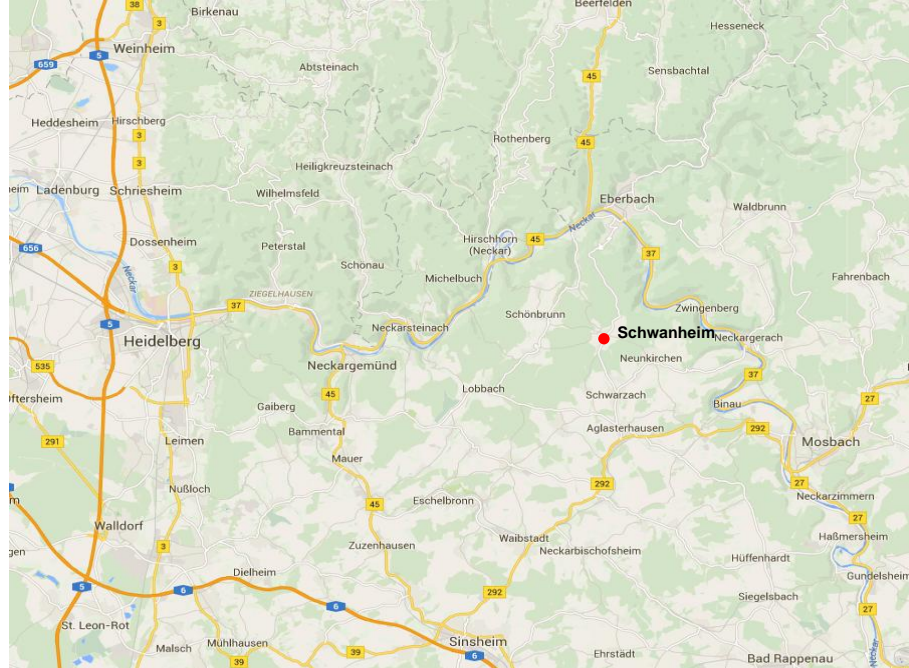 Beerfelden
Birkenau
38
3
Hesseneck
Weinheim
5
659
Abtsteinach
45
Sensbachtal
Heddesheim
Hirschberg
3
Rothenberg
45
3
Heiligkreuzsteinach
heim
Ladenburg
Schriesheim
Wilhelmsfeld
Eberbach
Waldbrunn
Neckar
Dossenheim
656
Peterstal
Hirschhorn
(Neckar)
45
37
3
Schönau
Michelbuch
Fahrenbach
Neckar
ZIEGELHAUSEN
37
Zwingenberg
Schönbrunn
5
Neckarsteinach
Schwanheim
Neckargerach
Heidelberg
Neunkirchen
535
Neckargemünd
37
Lobbach
45
Schwarzach
27
Oftersheim
Gaiberg
Binau
291
Leimen
Bammental
Aglasterhausen
292
Mosbach
Mauer
Nußloch
292
27
45
Eschelbronn
Neckarzimmern
27
Walldorf
Waibstadt
Haßmersheim
3
Zuzenhausen
Neckarbischofsheim
Hüffenhardt
Dielheim
Gundelsheim
5
6
292
Siegelsbach
6
27
St. Leon-Rot
Sinsheim
Malsch
Mühlhausen
39
39
6
Ehrstädt
Bad Rappenau